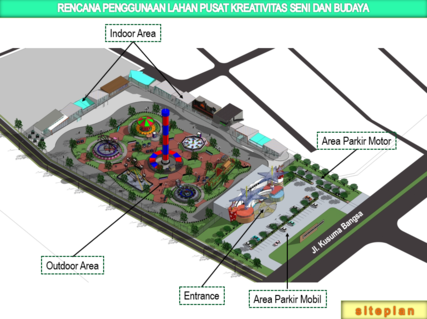 RENCANA PENGGUNAAN LAHAN PUSAT KREATIVITAS SENI DAN BUDAYA
Indoor Area
Area Parkir Motor
Jl. Kusuma Bangsa
Outdoor Area
Entrance
Area Parkir Mobil
siteplan